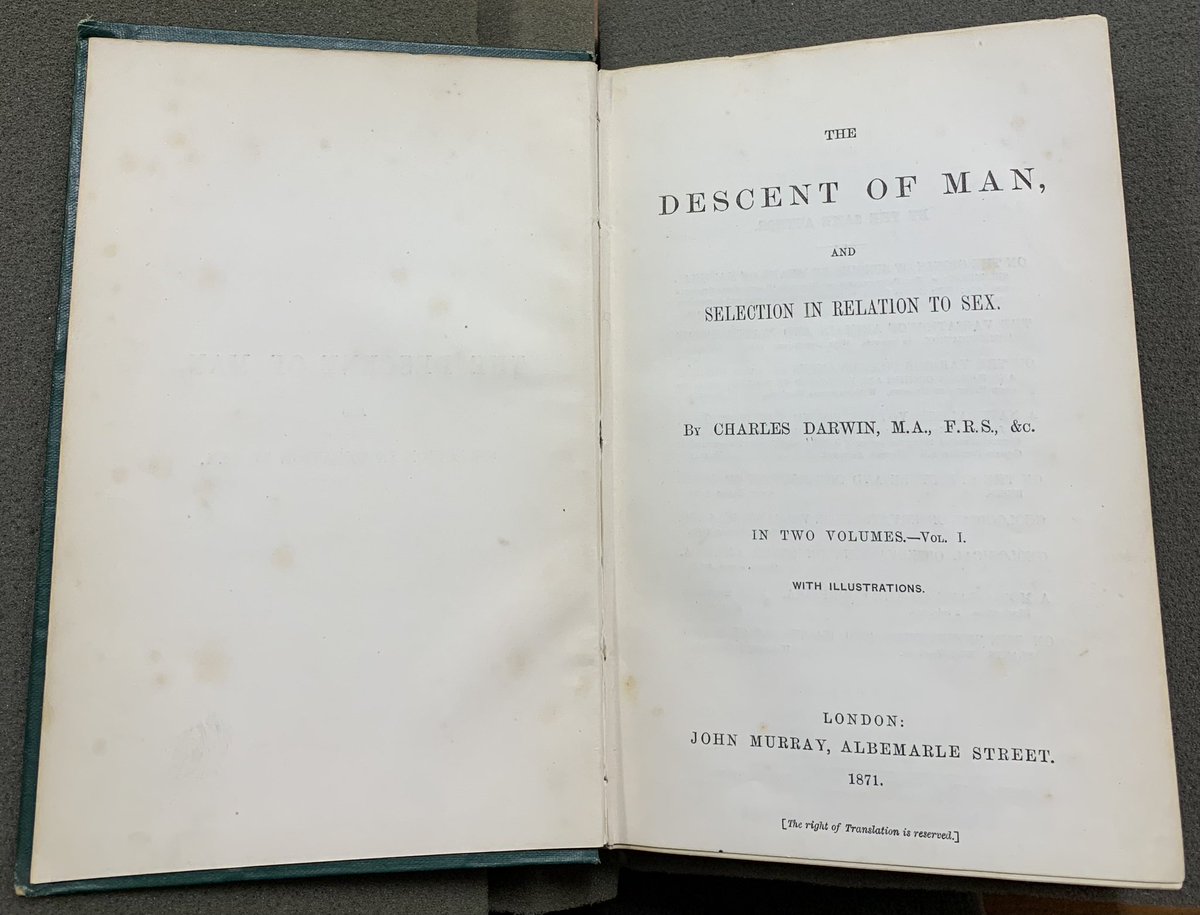 THE
DESCENT OF MAN,
AND
SELECTION IN RELATION TO SEX.
BY CHARLES DARWIN, M.A., F.R.S., &c.
IN TWO VOLUMES.—VOL. I.
WITH ILLUSTRATIONS.
LONDON:
JOHN MURRAY, ALBEMARLE STREET.
1871.
[The right of Translation is reserved.]